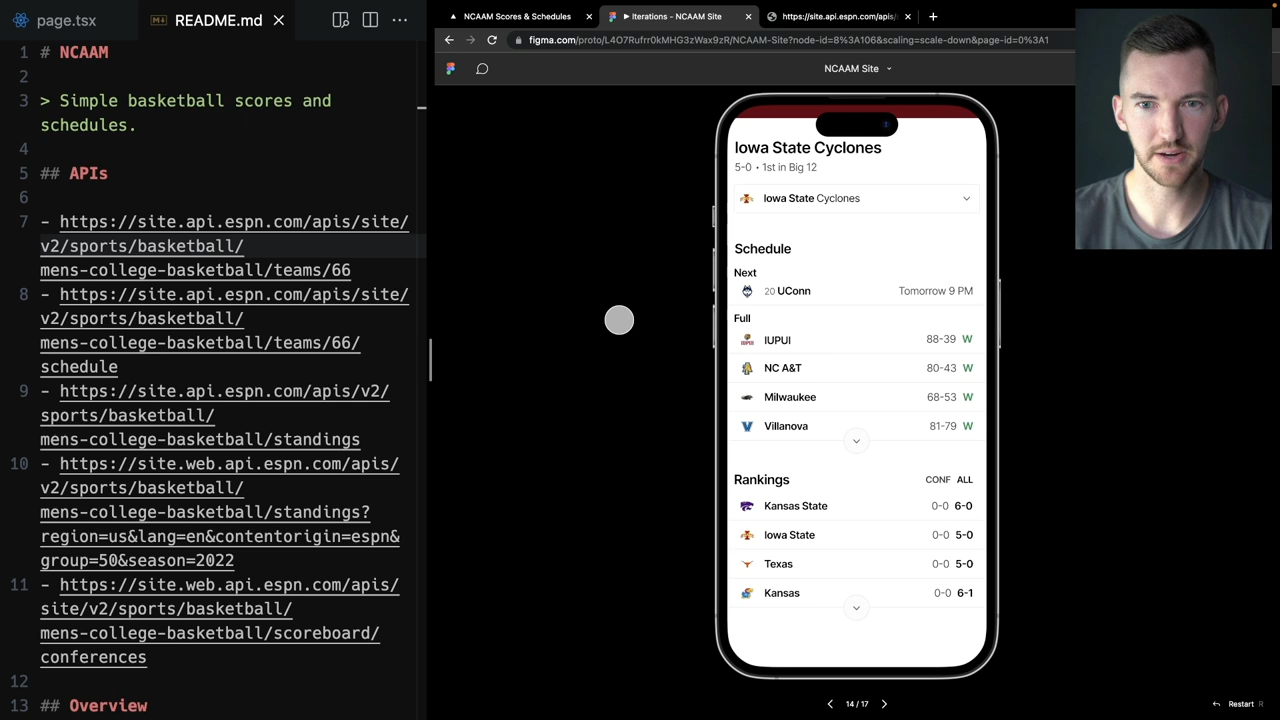 page.tsx
README.md
1 # NCAAM
2
3 > Simple basketball scores and
schedules.
4
5 ## APIs
6
7 - https://site.api.espn.com/apis/site/
v2/sports/basketball/
mens-college-basketball/teams/66
8 - https://site.api.espn.com/apis/site/
v2/sports/basketball/
mens-college-basketball/teams/66/
schedule
9 - https://site.api.espn.com/apis/v2/
sports/basketball/
mens-college-basketball/standings
10 - https://site.web.api.espn.com/apis/
v2/sports/basketball/
mens-college-basketball/standings?
region=us&lang=en&contentorigin=espn&
group=50&season=2022
11 - https://site.web.api.espn.com/apis/
site/v2/sports/basketball/
mens-college-basketball/scoreboard/
conferences
12
13 ## Overview
NCAAM Scores & Schedules
Iterations - NCAAM Site
https://site.api.espn.com/apis/
figma.com/proto/L4O7Rufrr0kMHG3zWax9zR/NCAAM-Site?node-id=8%3A106&scaling=scale-down&page-id=0%3A1
NCAAM Site
Iowa State Cyclones
5-0 • 1st in Big 12
Iowa State Cyclones
Schedule
Next
20 UConn Tomorrow 9 PM
Full
IUPUI 88-39 W
NC A&T 80-43 W
Milwaukee 68-53 W
Villanova 81-79 W
Rankings CONF ALL
Kansas State 0-0 6-0
Iowa State 0-0 5-0
Texas 0-0 5-0
Kansas 0-0 6-1
14 / 17
Restart R